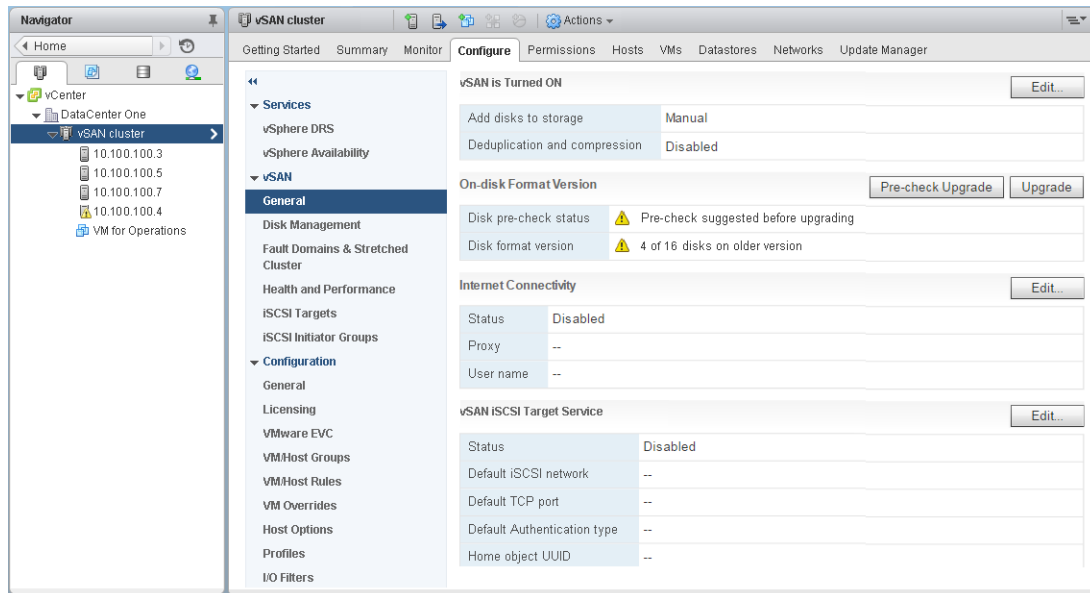 Navigator
Home
vCenter
DataCenter One
vSAN cluster
10.100.100.3
10.100.100.5
10.100.100.7
10.100.100.4
VM for Operations
vSAN cluster
Actions
Getting Started Summary Monitor Configure Permissions Hosts VMs Datastores Networks Update Manager
Services
vSphere DRS
vSphere Availability
vSAN
General
Disk Management
Fault Domains & Stretched
Cluster
Health and Performance
iSCSI Targets
iSCSI Initiator Groups
Configuration
General
Licensing
VMware EVC
VM/Host Groups
VM/Host Rules
VM Overrides
Host Options
Profiles
I/O Filters
vSAN is Turned ON Edit...
Add disks to storage Manual
Deduplication and compression Disabled
On-disk Format Version Pre-check Upgrade Upgrade
Disk pre-check status Pre-check suggested before upgrading
Disk format version 4 of 16 disks on older version
Internet Connectivity Edit...
Status Disabled
Proxy --
User name --
vSAN iSCSI Target Service Edit...
Status Disabled
Default iSCSI network --
Default TCP port --
Default Authentication type --
Home object UUID --